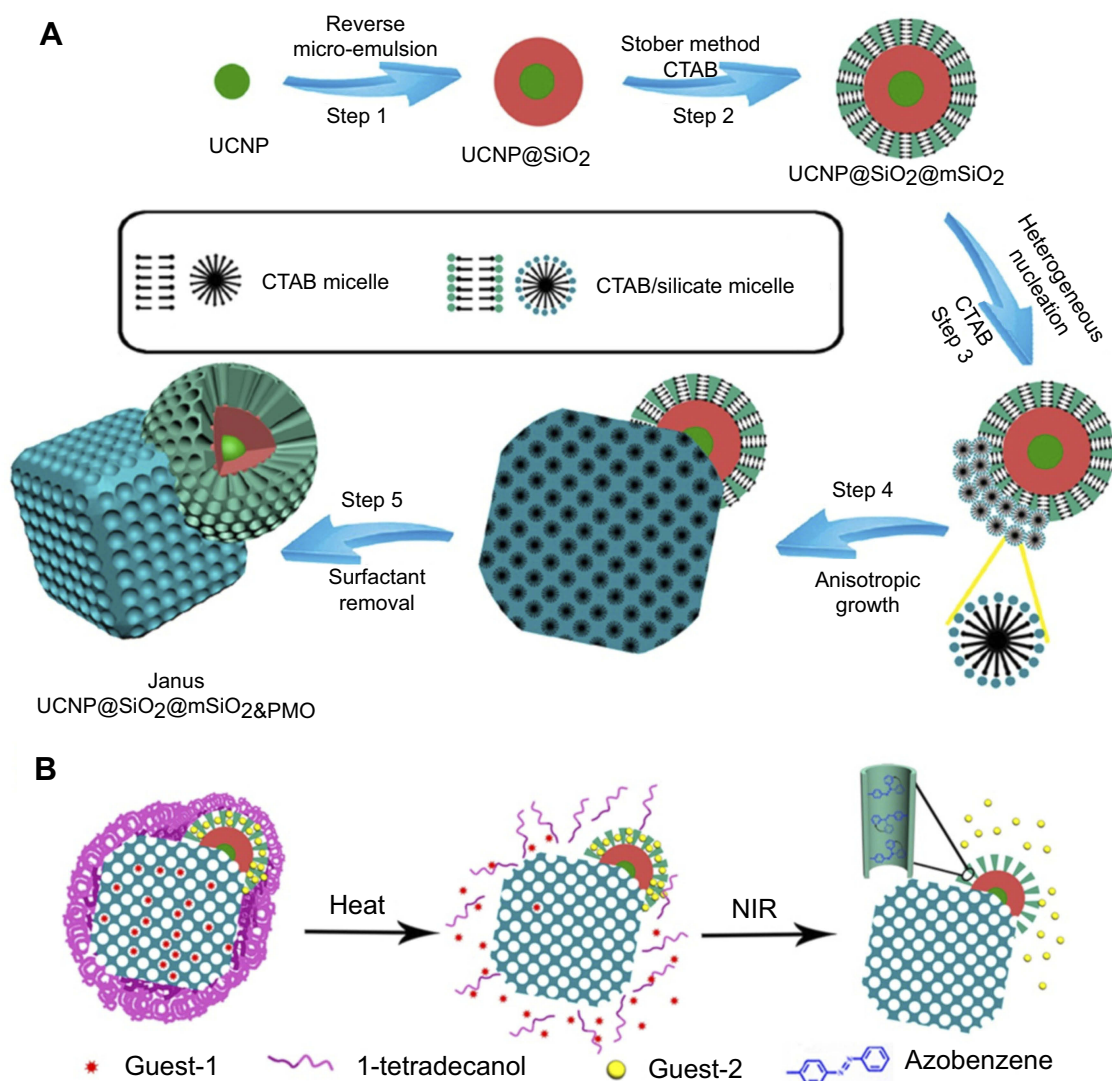 A
Reverse
micro-emulsion
Step 1
Stober method
CTAB
Step 2
UCNP
UCNP@SiO2
UCNP@SiO2@mSiO2
CTAB micelle
CTAB/silicate micelle
Heterogeneous
nucleation
CTAB
Step 3
Step 4
Anisotropic
growth
Step 5
Surfactant
removal
Janus
UCNP@SiO2@mSiO2&PMO
B
Heat
NIR
Guest-1
1-tetradecanol
Guest-2
N
N
Azobenzene